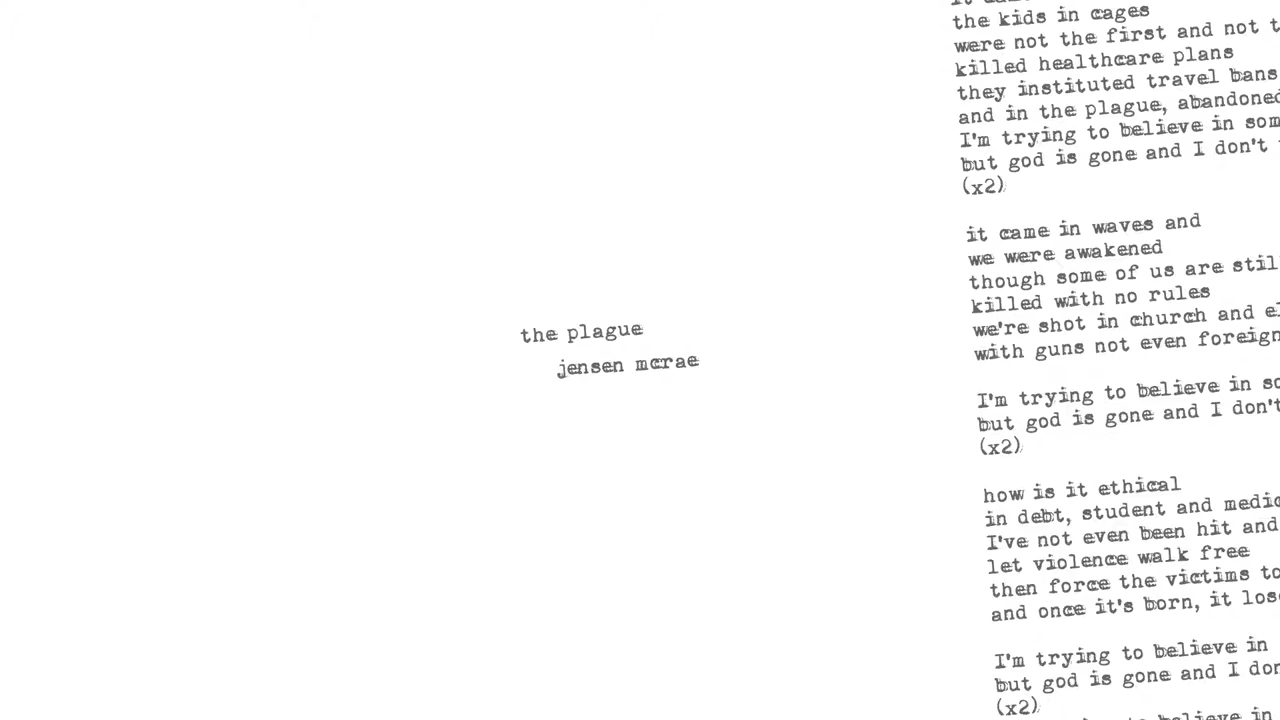 the plague
jensen mcrae
the kids in cages
were not the first and not
killed healthcare plans
they instituted travel bans
and in the plague, abandoned
I'm trying to believe in
but god is gone and I don't
(x2)
it came in waves and
we were awakened
though some of us are
killed with no rules
we're shot in church and
with guns not even
I'm trying to believe in
but god is gone and I don't
(x2)
how is it ethical
in debt, student and
I've not even been hit and
let violence walk free
then force the victims to
and once it's born, it
I'm trying to believe in
but god is gone and I
(x2)
believe in